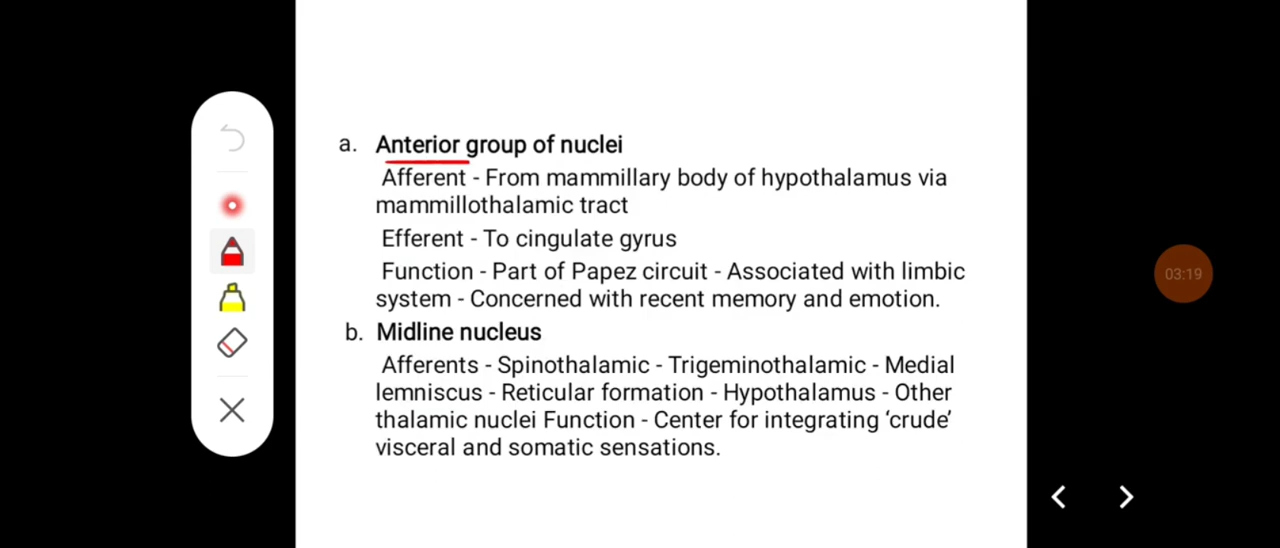 a. Anterior group of nuclei
Afferent - From mammillary body of hypothalamus via
mammillothalamic tract
Efferent - To cingulate gyrus
Function - Part of Papez circuit - Associated with limbic
system - Concerned with recent memory and emotion.
b. Midline nucleus
Afferents - Spinothalamic - Trigeminothalamic - Medial
lemniscus - Reticular formation - Hypothalamus - Other
thalamic nuclei Function - Center for integrating ‘crude’
visceral and somatic sensations.
03:19